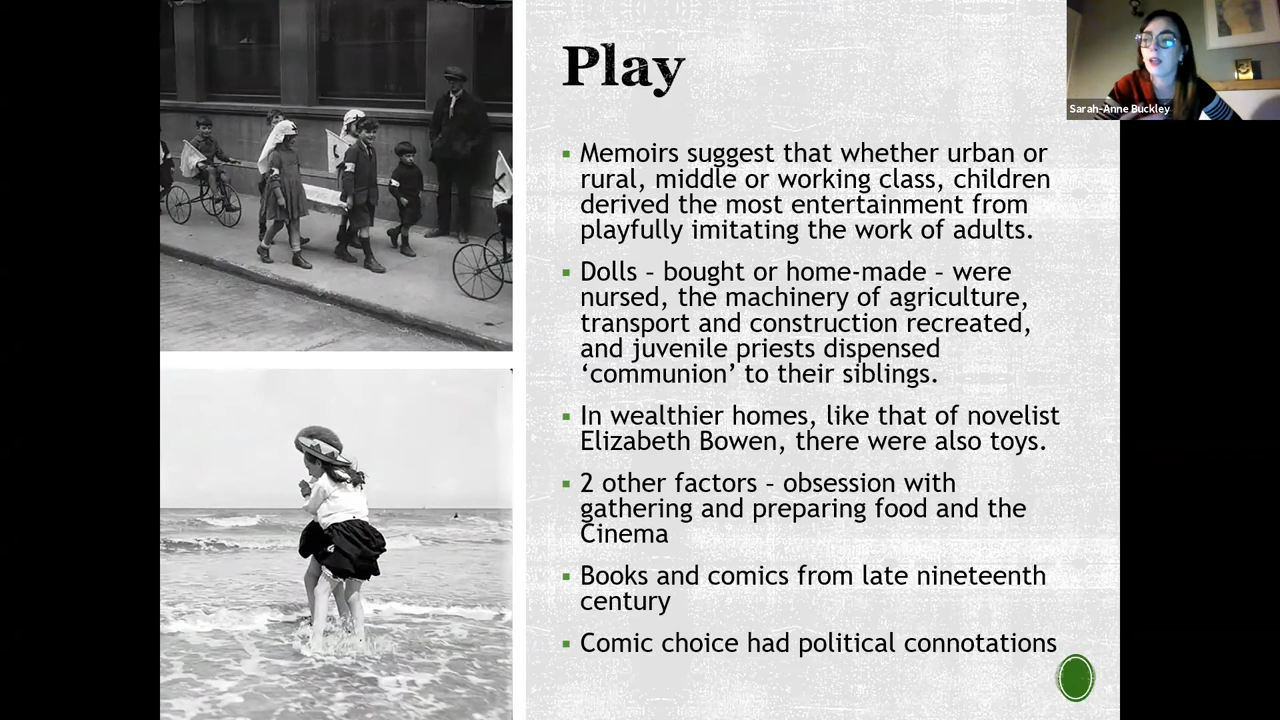 Play
Sarah-Anne Buckley
▪ Memoirs suggest that whether urban or
rural, middle or working class, children
derived the most entertainment from
playfully imitating the work of adults.
▪ Dolls – bought or home-made – were
nursed, the machinery of agriculture,
transport and construction recreated,
and juvenile priests dispensed
‘communion’ to their siblings.
▪ In wealthier homes, like that of novelist
Elizabeth Bowen, there were also toys.
▪ 2 other factors – obsession with
gathering and preparing food and the
Cinema
▪ Books and comics from late nineteenth
century
▪ Comic choice had political connotations